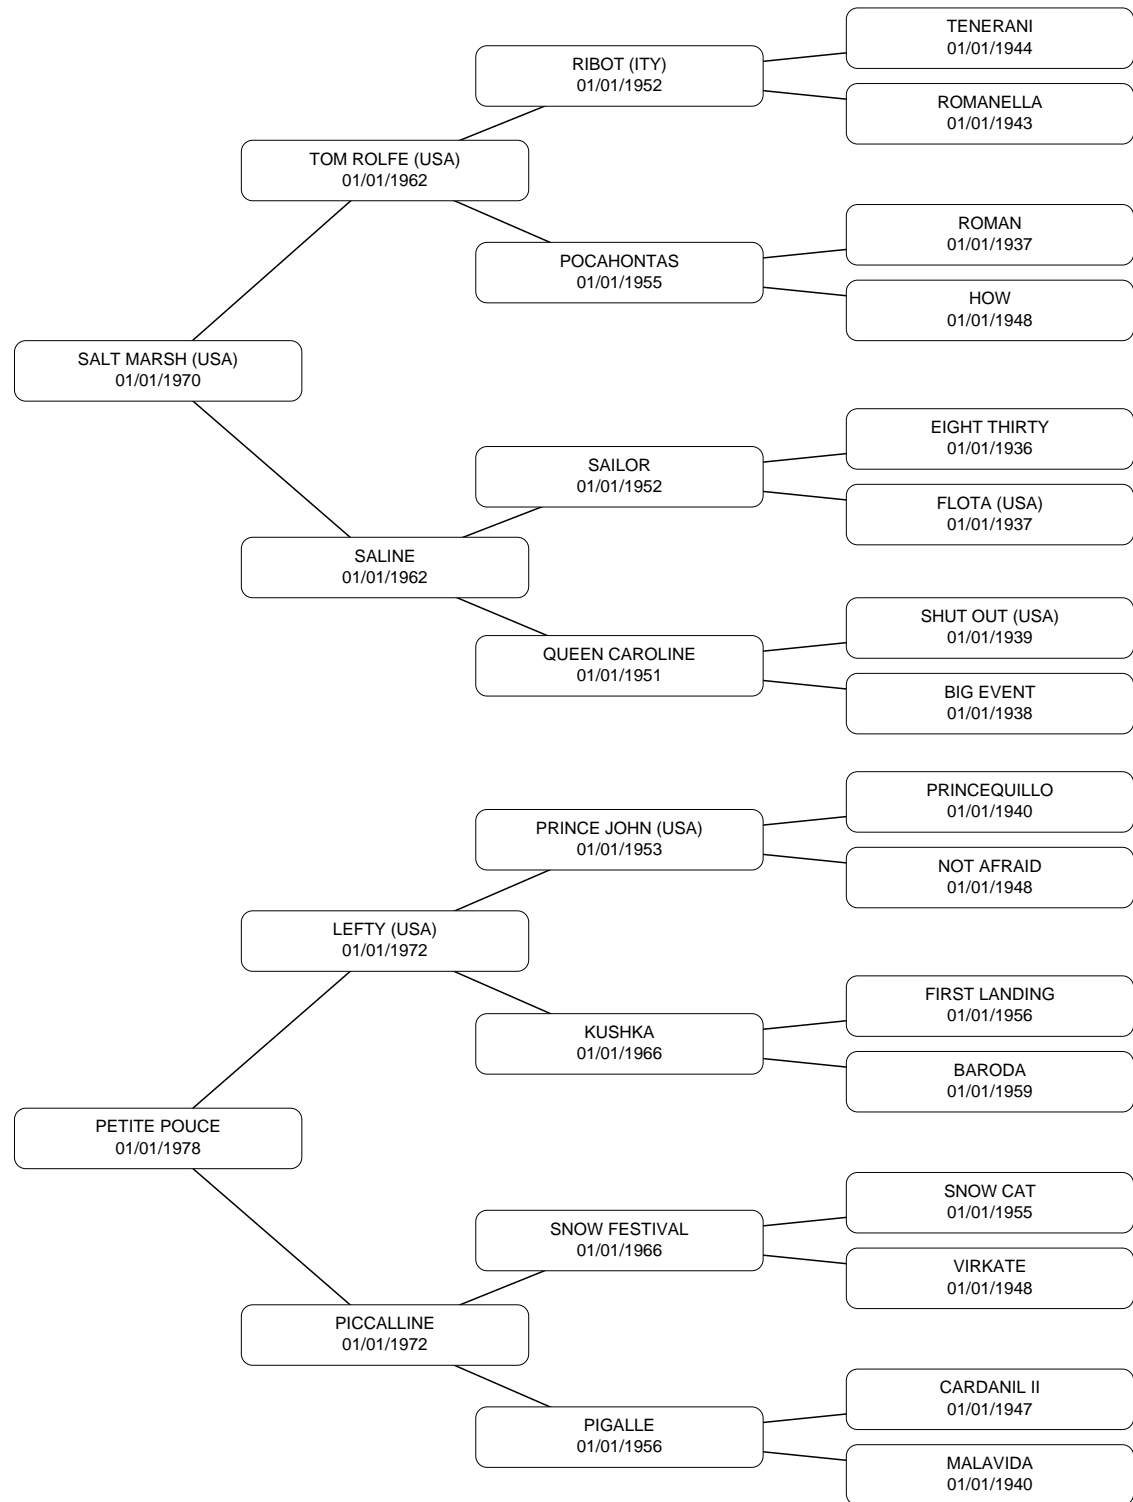 TENERANI
01/01/1944
RIBOT (ITY)
01/01/1952
ROMANELLA
01/01/1943
TOM ROLFE (USA)
01/01/1962
ROMAN
01/01/1937
POCAHONTAS
01/01/1955
HOW
01/01/1948
SALT MARSH (USA)
01/01/1970
EIGHT THIRTY
01/01/1936
SAILOR
01/01/1952
FLOTA (USA)
01/01/1937
SALINE
01/01/1962
SHUT OUT (USA)
01/01/1939
QUEEN CAROLINE
01/01/1951
BIG EVENT
01/01/1938
PRINCEQUILLO
01/01/1940
PRINCE JOHN (USA)
01/01/1953
NOT AFRAID
01/01/1948
LEFTY (USA)
01/01/1972
FIRST LANDING
01/01/1956
KUSHKA
01/01/1966
BARODA
01/01/1959
PETITE POUCE
01/01/1978
SNOW CAT
01/01/1955
SNOW FESTIVAL
01/01/1966
VIRKATE
01/01/1948
PICCALLINE
01/01/1972
CARDANIL II
01/01/1947
PIGALLE
01/01/1956
MALAVIDA
01/01/1940